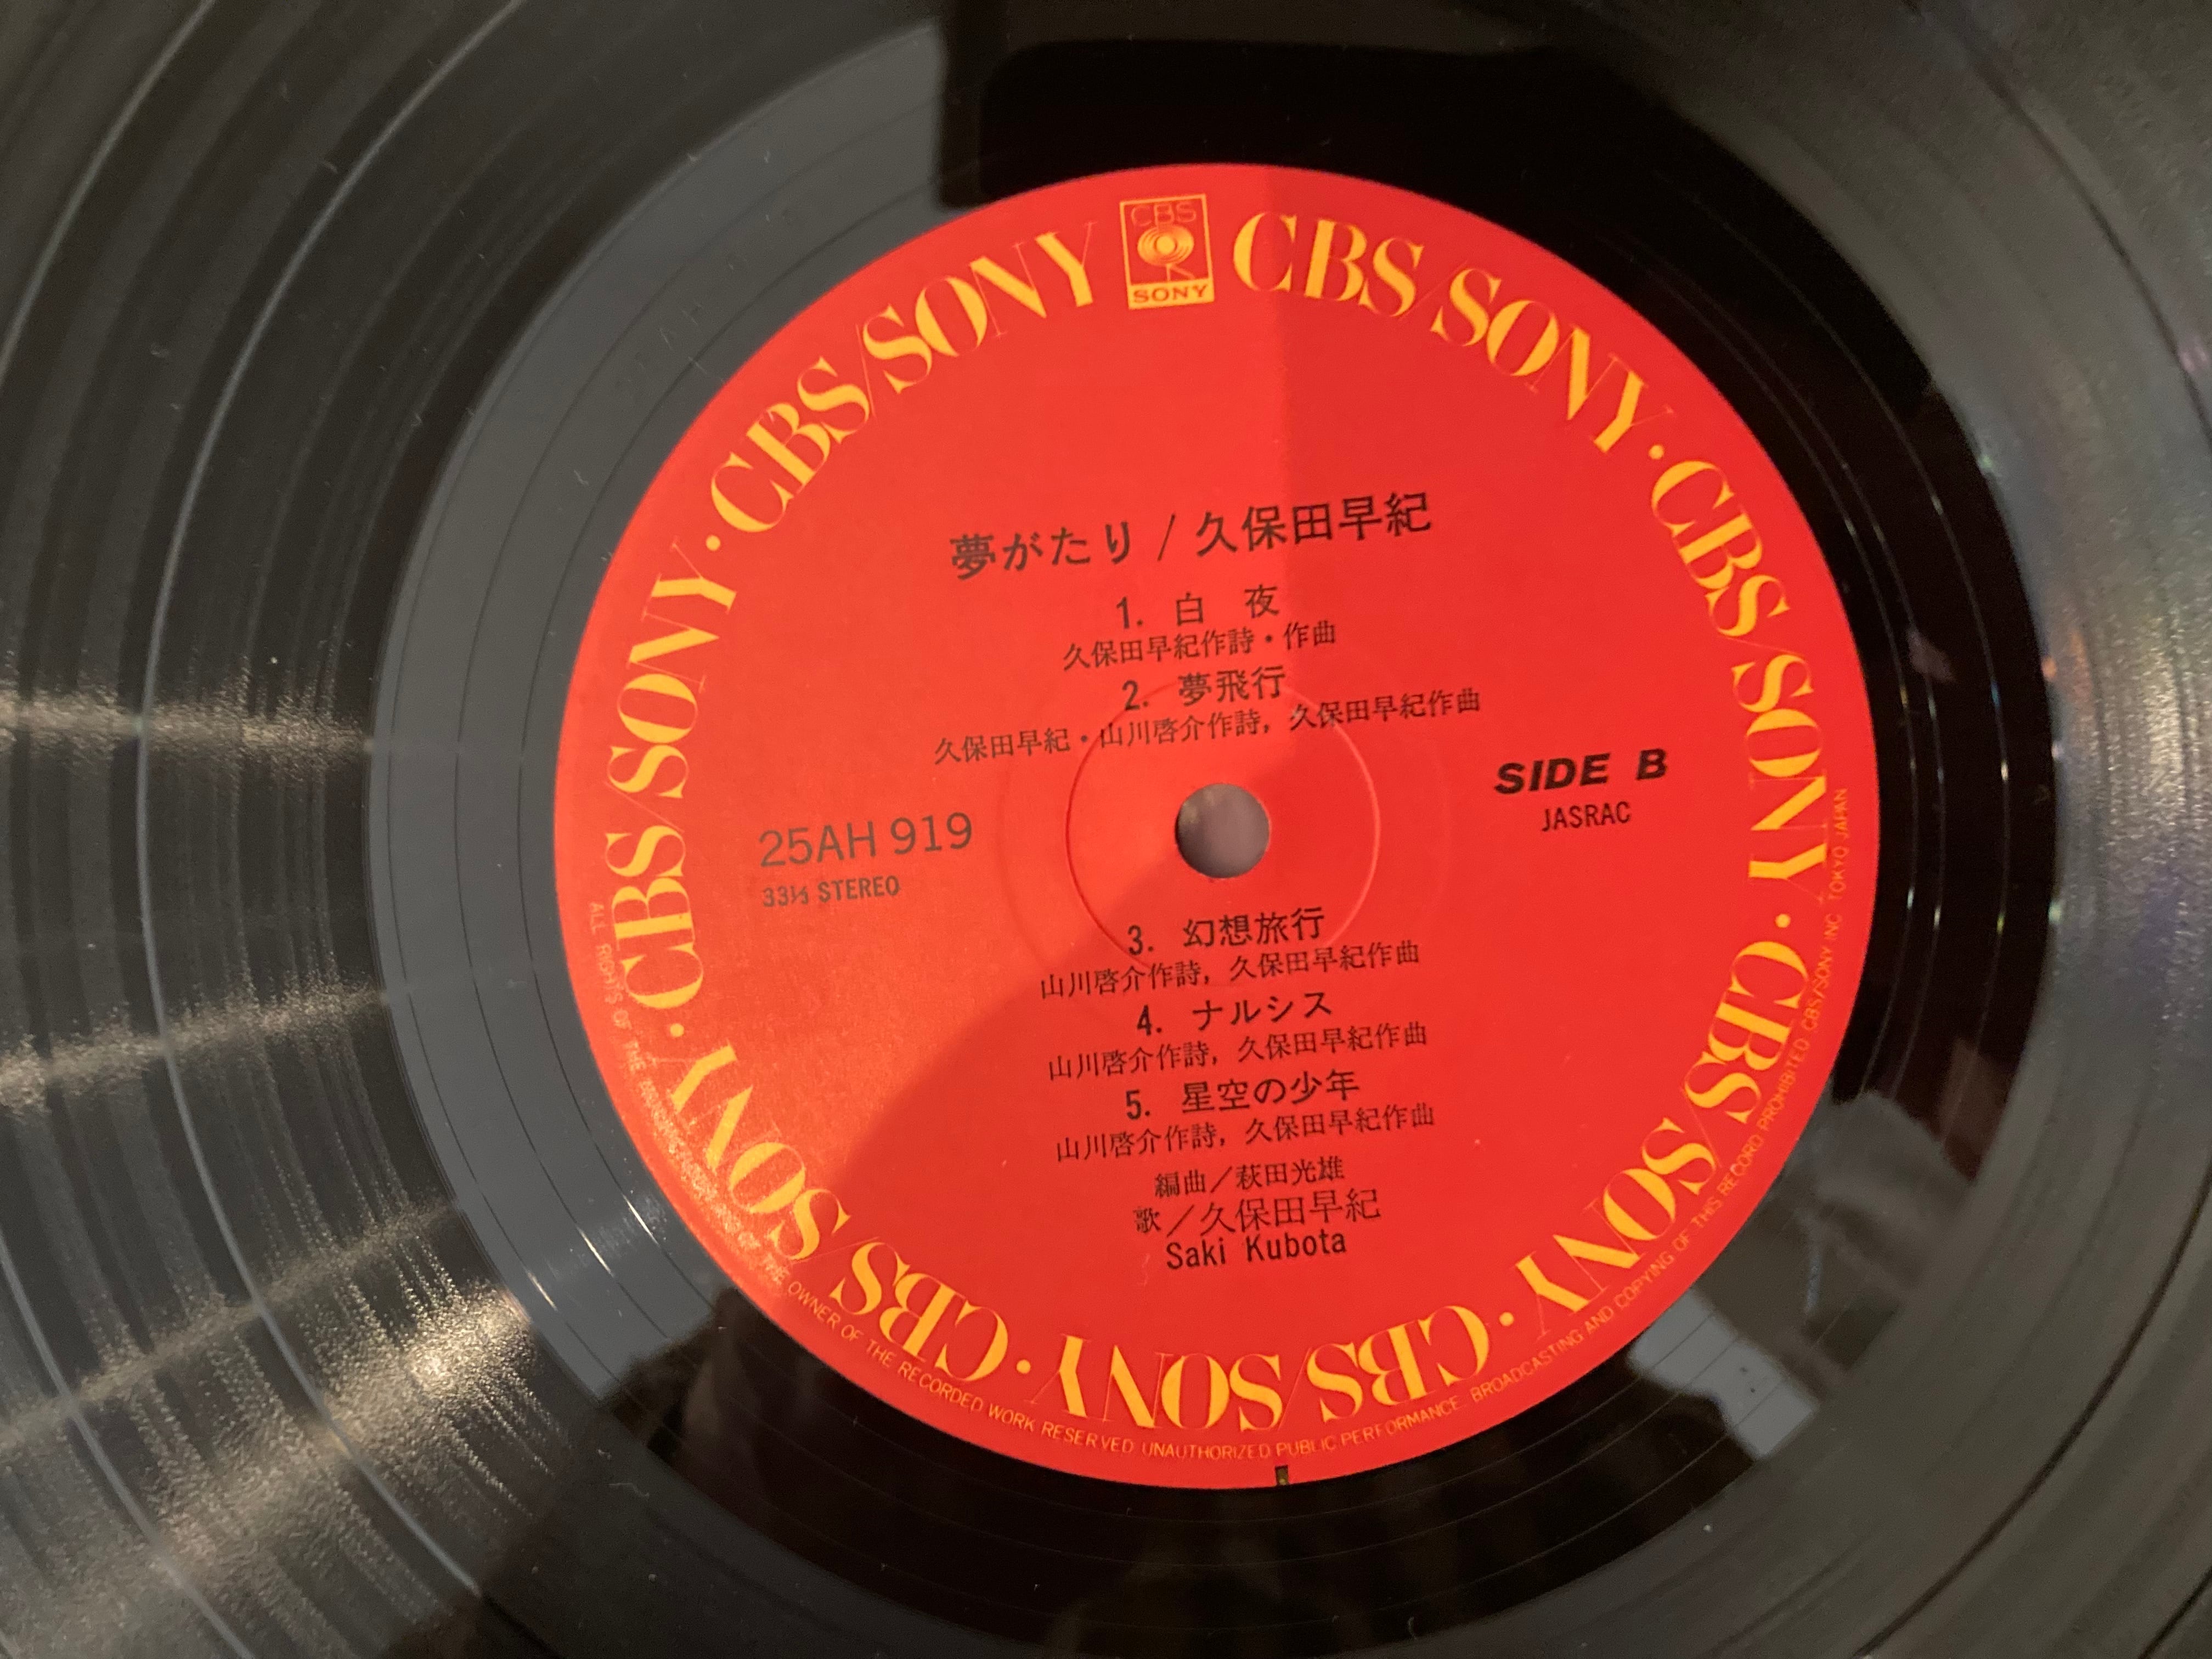 CBS
SONY
CBS/SONY · CBS/SONY · CBS/SONY · CBS/SONY · CBS/SONY · CBS/SONY · CBS/SONY · CBS/SONY
夢がたり / 久保田早紀
1. 白 夜
久保田早紀作詩・作曲
2. 夢飛行
久保田早紀・山川啓介作詩，久保田早紀作曲
SIDE B
JASRAC
25AH 919
33⅓ STEREO
3. 幻想旅行
山川啓介作詩，久保田早紀作曲
4. ナルシス
山川啓介作詩，久保田早紀作曲
5. 星空の少年
山川啓介作詩，久保田早紀作曲
編曲／萩田光雄
歌／久保田早紀
Saki Kubota
ALL RIGHTS OF THE OWNER OF THE RECORDED WORK RESERVED UNAUTHORIZED PUBLIC PERFORMANCE. BROADCASTING AND COPYING OF THIS RECORD PROHIBITED CBS/SONY INC TOKYO JAPAN